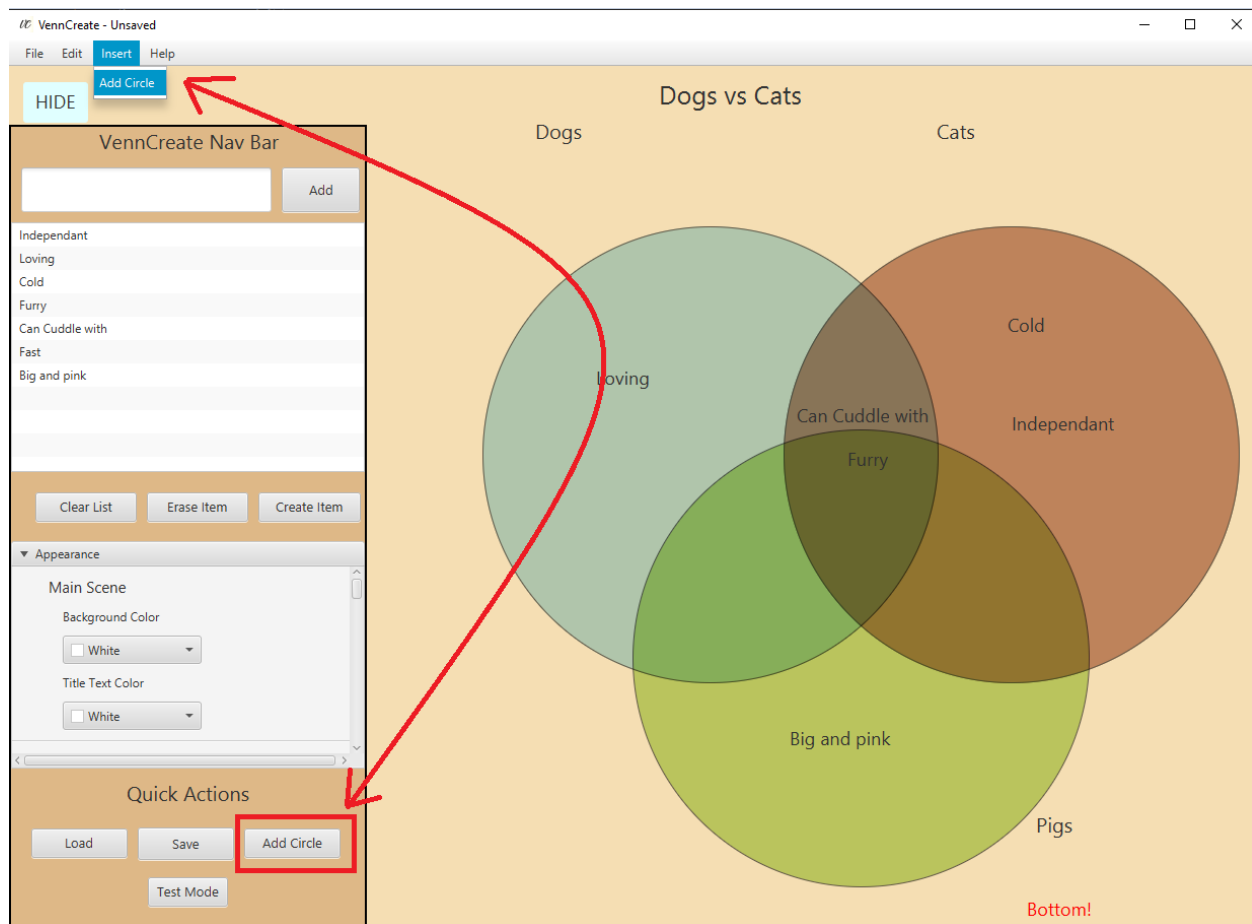 VC VennCreate - Unsaved
File Edit Insert Help
Add Circle
HIDE
VennCreate Nav Bar
Add
Independant
Loving
Cold
Furry
Can Cuddle with
Fast
Big and pink
Clear List Erase Item Create Item
Appearance
Main Scene
Background Color
White
Title Text Color
White
Quick Actions
Load Save Add Circle
Test Mode
Dogs vs Cats
Dogs Cats
Cold
Loving
Can Cuddle with
Independant
Furry
Big and pink
Pigs
Bottom!